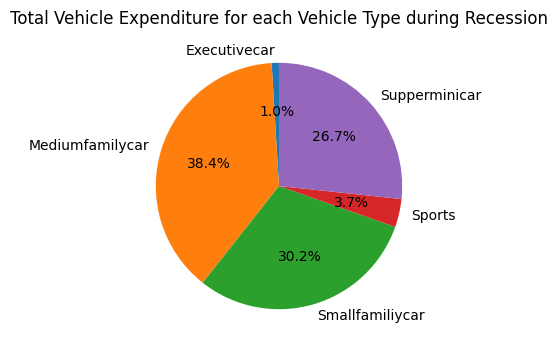 Total Vehicle Expenditure for each Vehicle Type during Recession
Executivecar
1.0%
Supperminicar
26.7%
Mediumfamilycar
38.4%
Sports
3.7%
30.2%
Smallfamiliycar